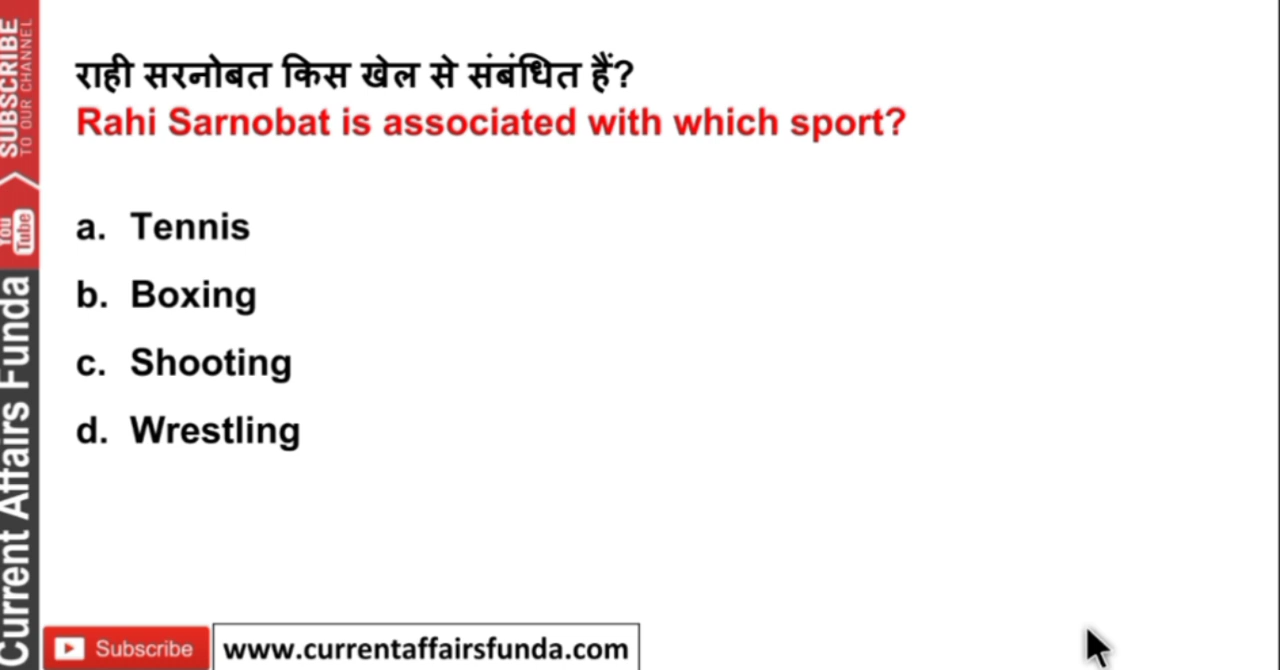 राही सरनोबत किस खेल से संबंधित हैं?
Rahi Sarnobat is associated with which sport?
a. Tennis
b. Boxing
c. Shooting
d. Wrestling
SUBSCRIBE
TO OUR CHANNEL
You Tube
Current Affairs Funda
Subscribe
www.currentaffairsfunda.com